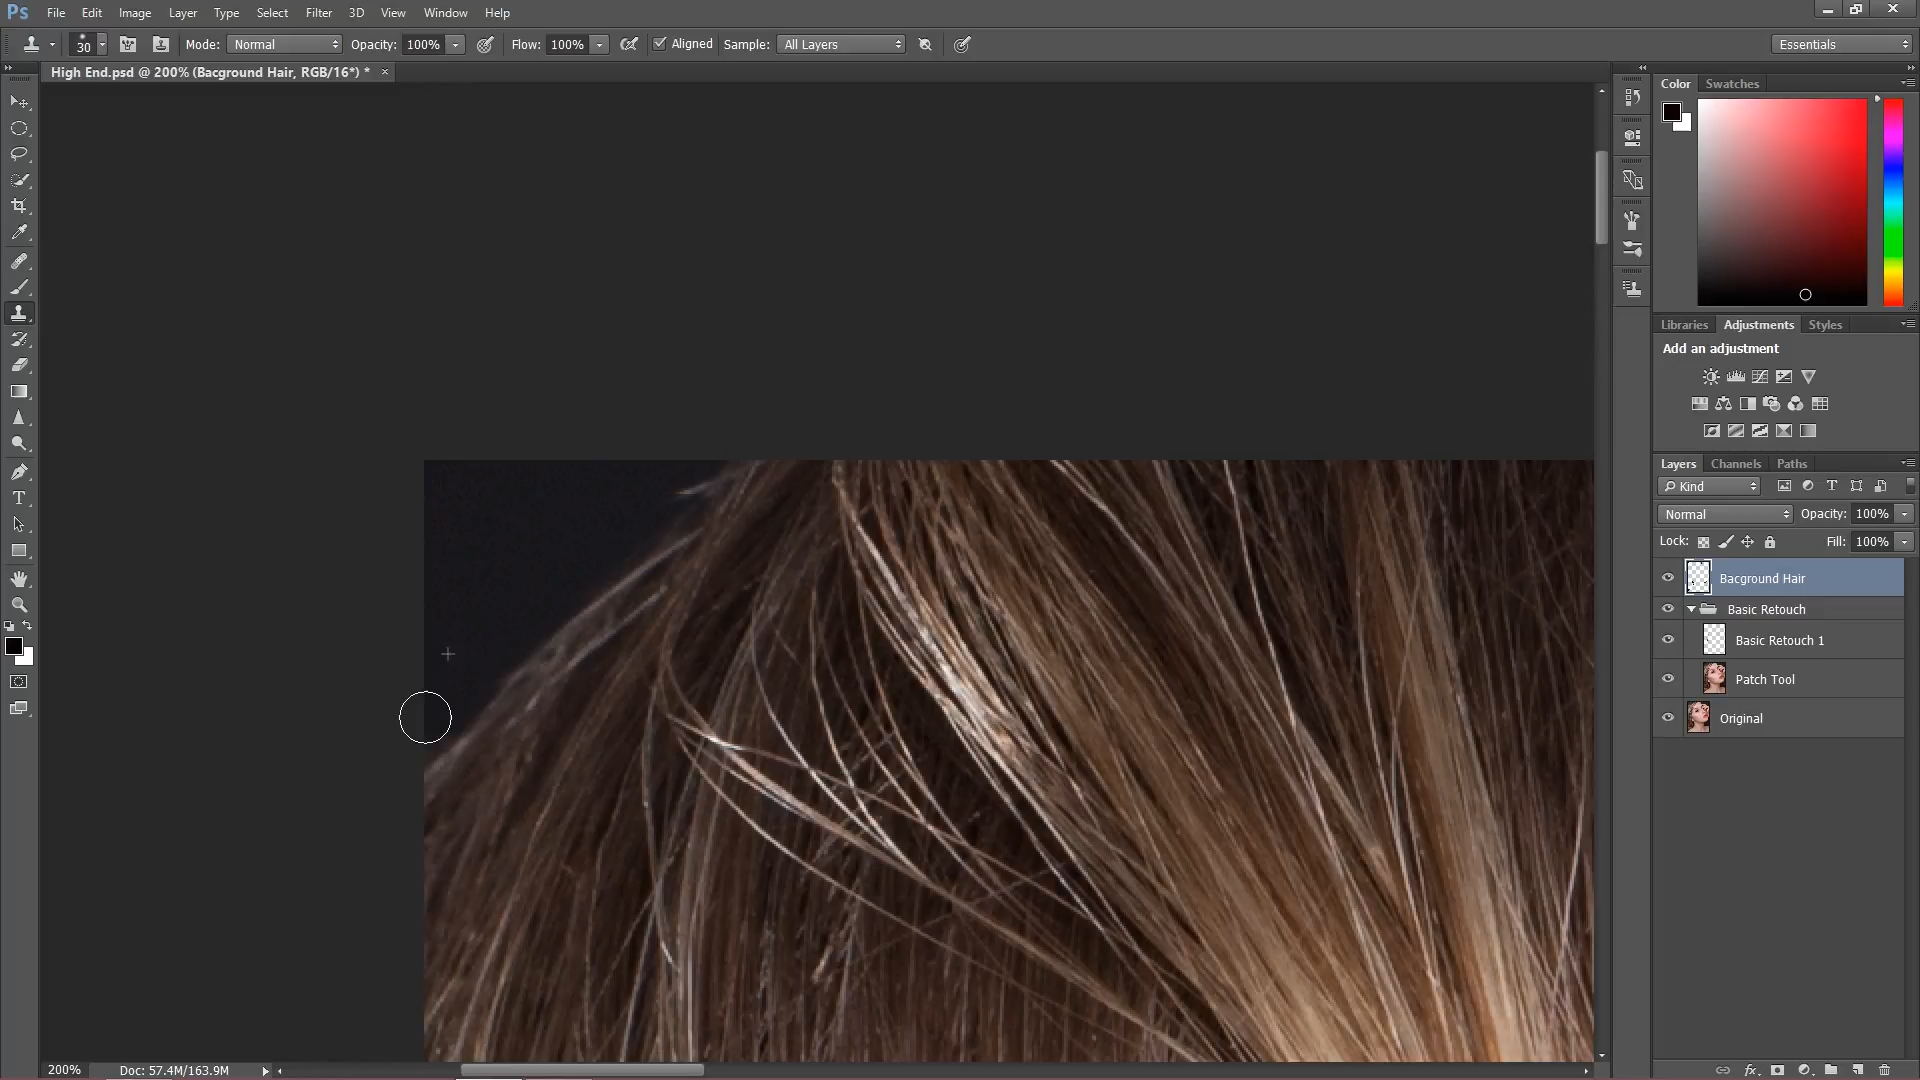 Ps File Edit Image Layer Type Select Filter 3D View Window Help
30 Mode: Normal Opacity: 100% Flow: 100% Aligned Sample: All Layers Essentials
High End.psd @ 200% (Bacground Hair, RGB/16*) * ×
Color Swatches
Libraries Adjustments Styles
Add an adjustment
Layers Channels Paths
Kind
Normal Opacity: 100%
Lock: Fill: 100%
Bacground Hair
Basic Retouch
Basic Retouch 1
Patch Tool
Original
200% Doc: 57.4M/163.9M